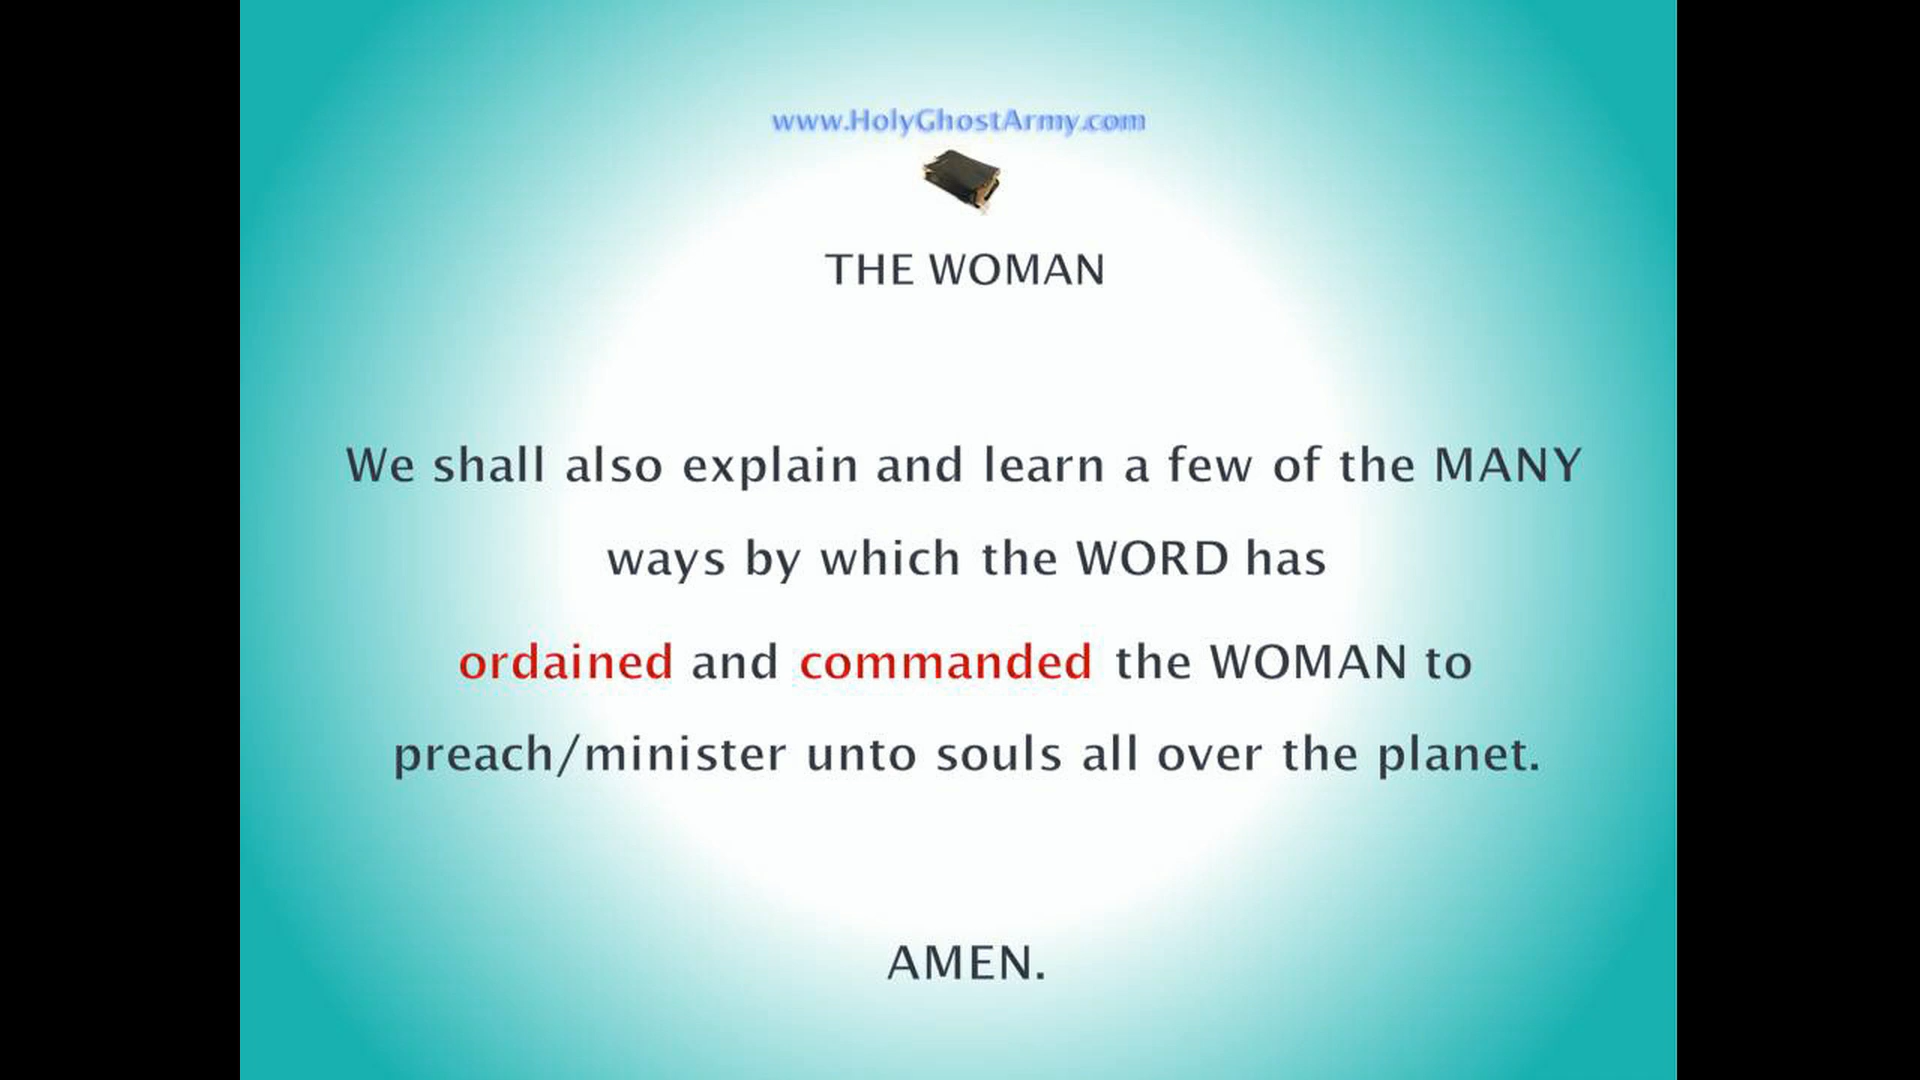 www.HolyGhostArmy.com
THE WOMAN
We shall also explain and learn a few of the MANY
ways by which the WORD has
ordained and commanded the WOMAN to
preach/minister unto souls all over the planet.
AMEN.